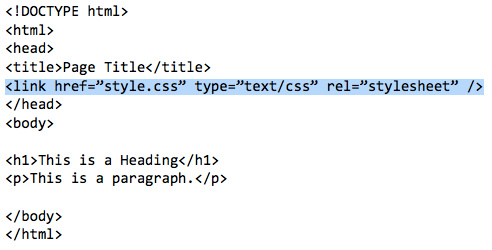 <!DOCTYPE html>
<html>
<head>
<title>Page Title</title>
<link href=”style.css” type=”text/css” rel=”stylesheet” />
</head>
<body>
<h1>This is a Heading</h1>
<p>This is a paragraph.</p>
</body>
</html>